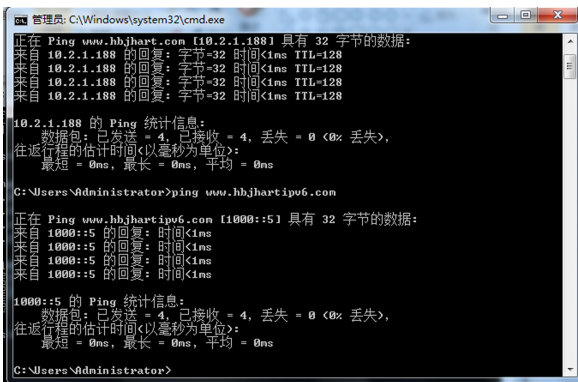 管理员: C:\Windows\system32\cmd.exe
正在 Ping www.hbjhart.com [10.2.1.188] 具有 32 字节的数据:
来自 10.2.1.188 的回复: 字节=32 时间<1ms TTL=128
来自 10.2.1.188 的回复: 字节=32 时间<1ms TTL=128
来自 10.2.1.188 的回复: 字节=32 时间<1ms TTL=128
来自 10.2.1.188 的回复: 字节=32 时间<1ms TTL=128
10.2.1.188 的 Ping 统计信息:
数据包: 已发送 = 4, 已接收 = 4, 丢失 = 0 (0% 丢失),
往返行程的估计时间(以毫秒为单位):
最短 = 0ms, 最长 = 0ms, 平均 = 0ms
C:\Users\Administrator>ping www.hbjhartipv6.com
正在 Ping www.hbjhartipv6.com [1000::5] 具有 32 字节的数据:
来自 1000::5 的回复: 时间<1ms
来自 1000::5 的回复: 时间<1ms
来自 1000::5 的回复: 时间<1ms
来自 1000::5 的回复: 时间<1ms
1000::5 的 Ping 统计信息:
数据包: 已发送 = 4, 已接收 = 4, 丢失 = 0 (0% 丢失),
往返行程的估计时间(以毫秒为单位):
最短 = 0ms, 最长 = 0ms, 平均 = 0ms
C:\Users\Administrator>